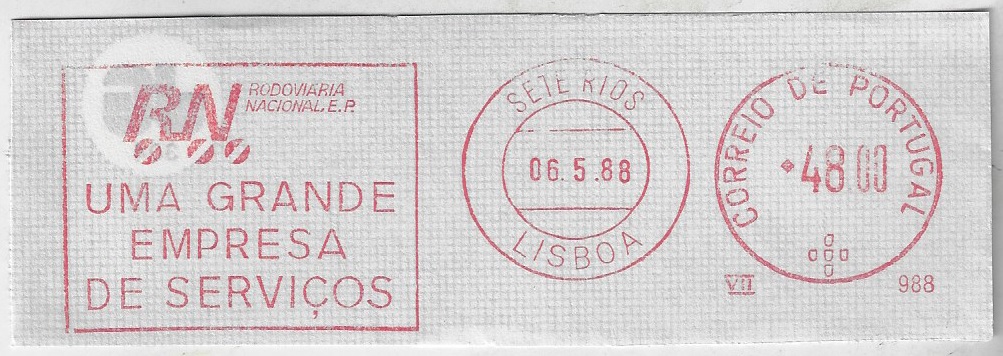 RN
RODOVIÁRIA
NACIONAL, E.P.
UMA GRANDE
EMPRESA
DE SERVIÇOS
SETE RIOS
06.5.88
LISBOA
CORREIO DE PORTUGAL
48.00
VII
988